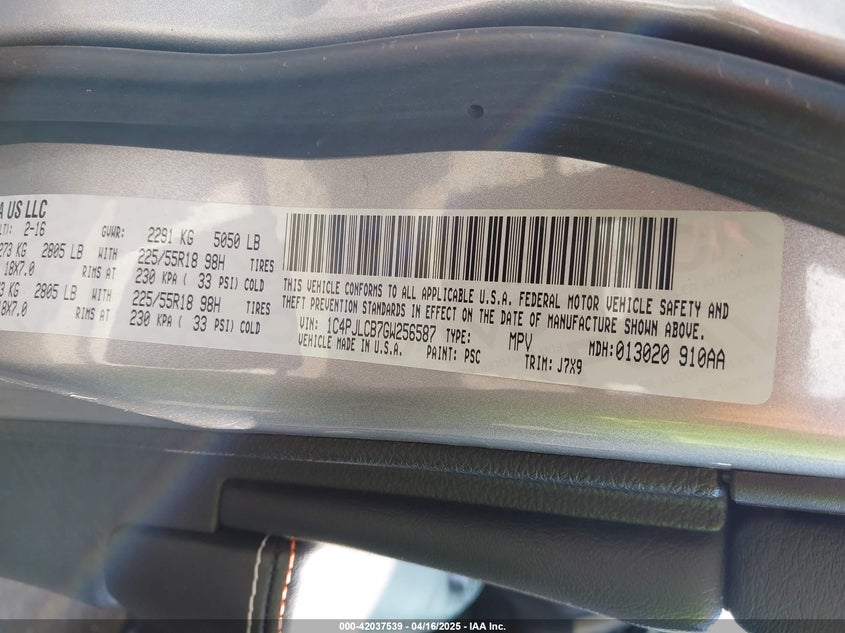 A US LLC
LT): 2-16 GVWR: 2291 KG 5050 LB
273 KG 2805 LB WITH 225/55R18 98H TIRES
18X7.0 RIMS AT 230 KPA ( 33 PSI) COLD
3 KG 2805 LB WITH 225/55R18 98H TIRES
18X7.0 RIMS AT 230 KPA ( 33 PSI) COLD
THIS VEHICLE CONFORMS TO ALL APPLICABLE U.S.A. FEDERAL MOTOR VEHICLE SAFETY AND
THEFT PREVENTION STANDARDS IN EFFECT ON THE DATE OF MANUFACTURE SHOWN ABOVE.
VIN: 1C4PJLCB7GW256587 TYPE: MPV MDH: 013020 910AA
VEHICLE MADE IN U.S.A. PAINT: PSC TRIM: J7X9
000-42037539 - 04/16/2025 - IAA Inc.